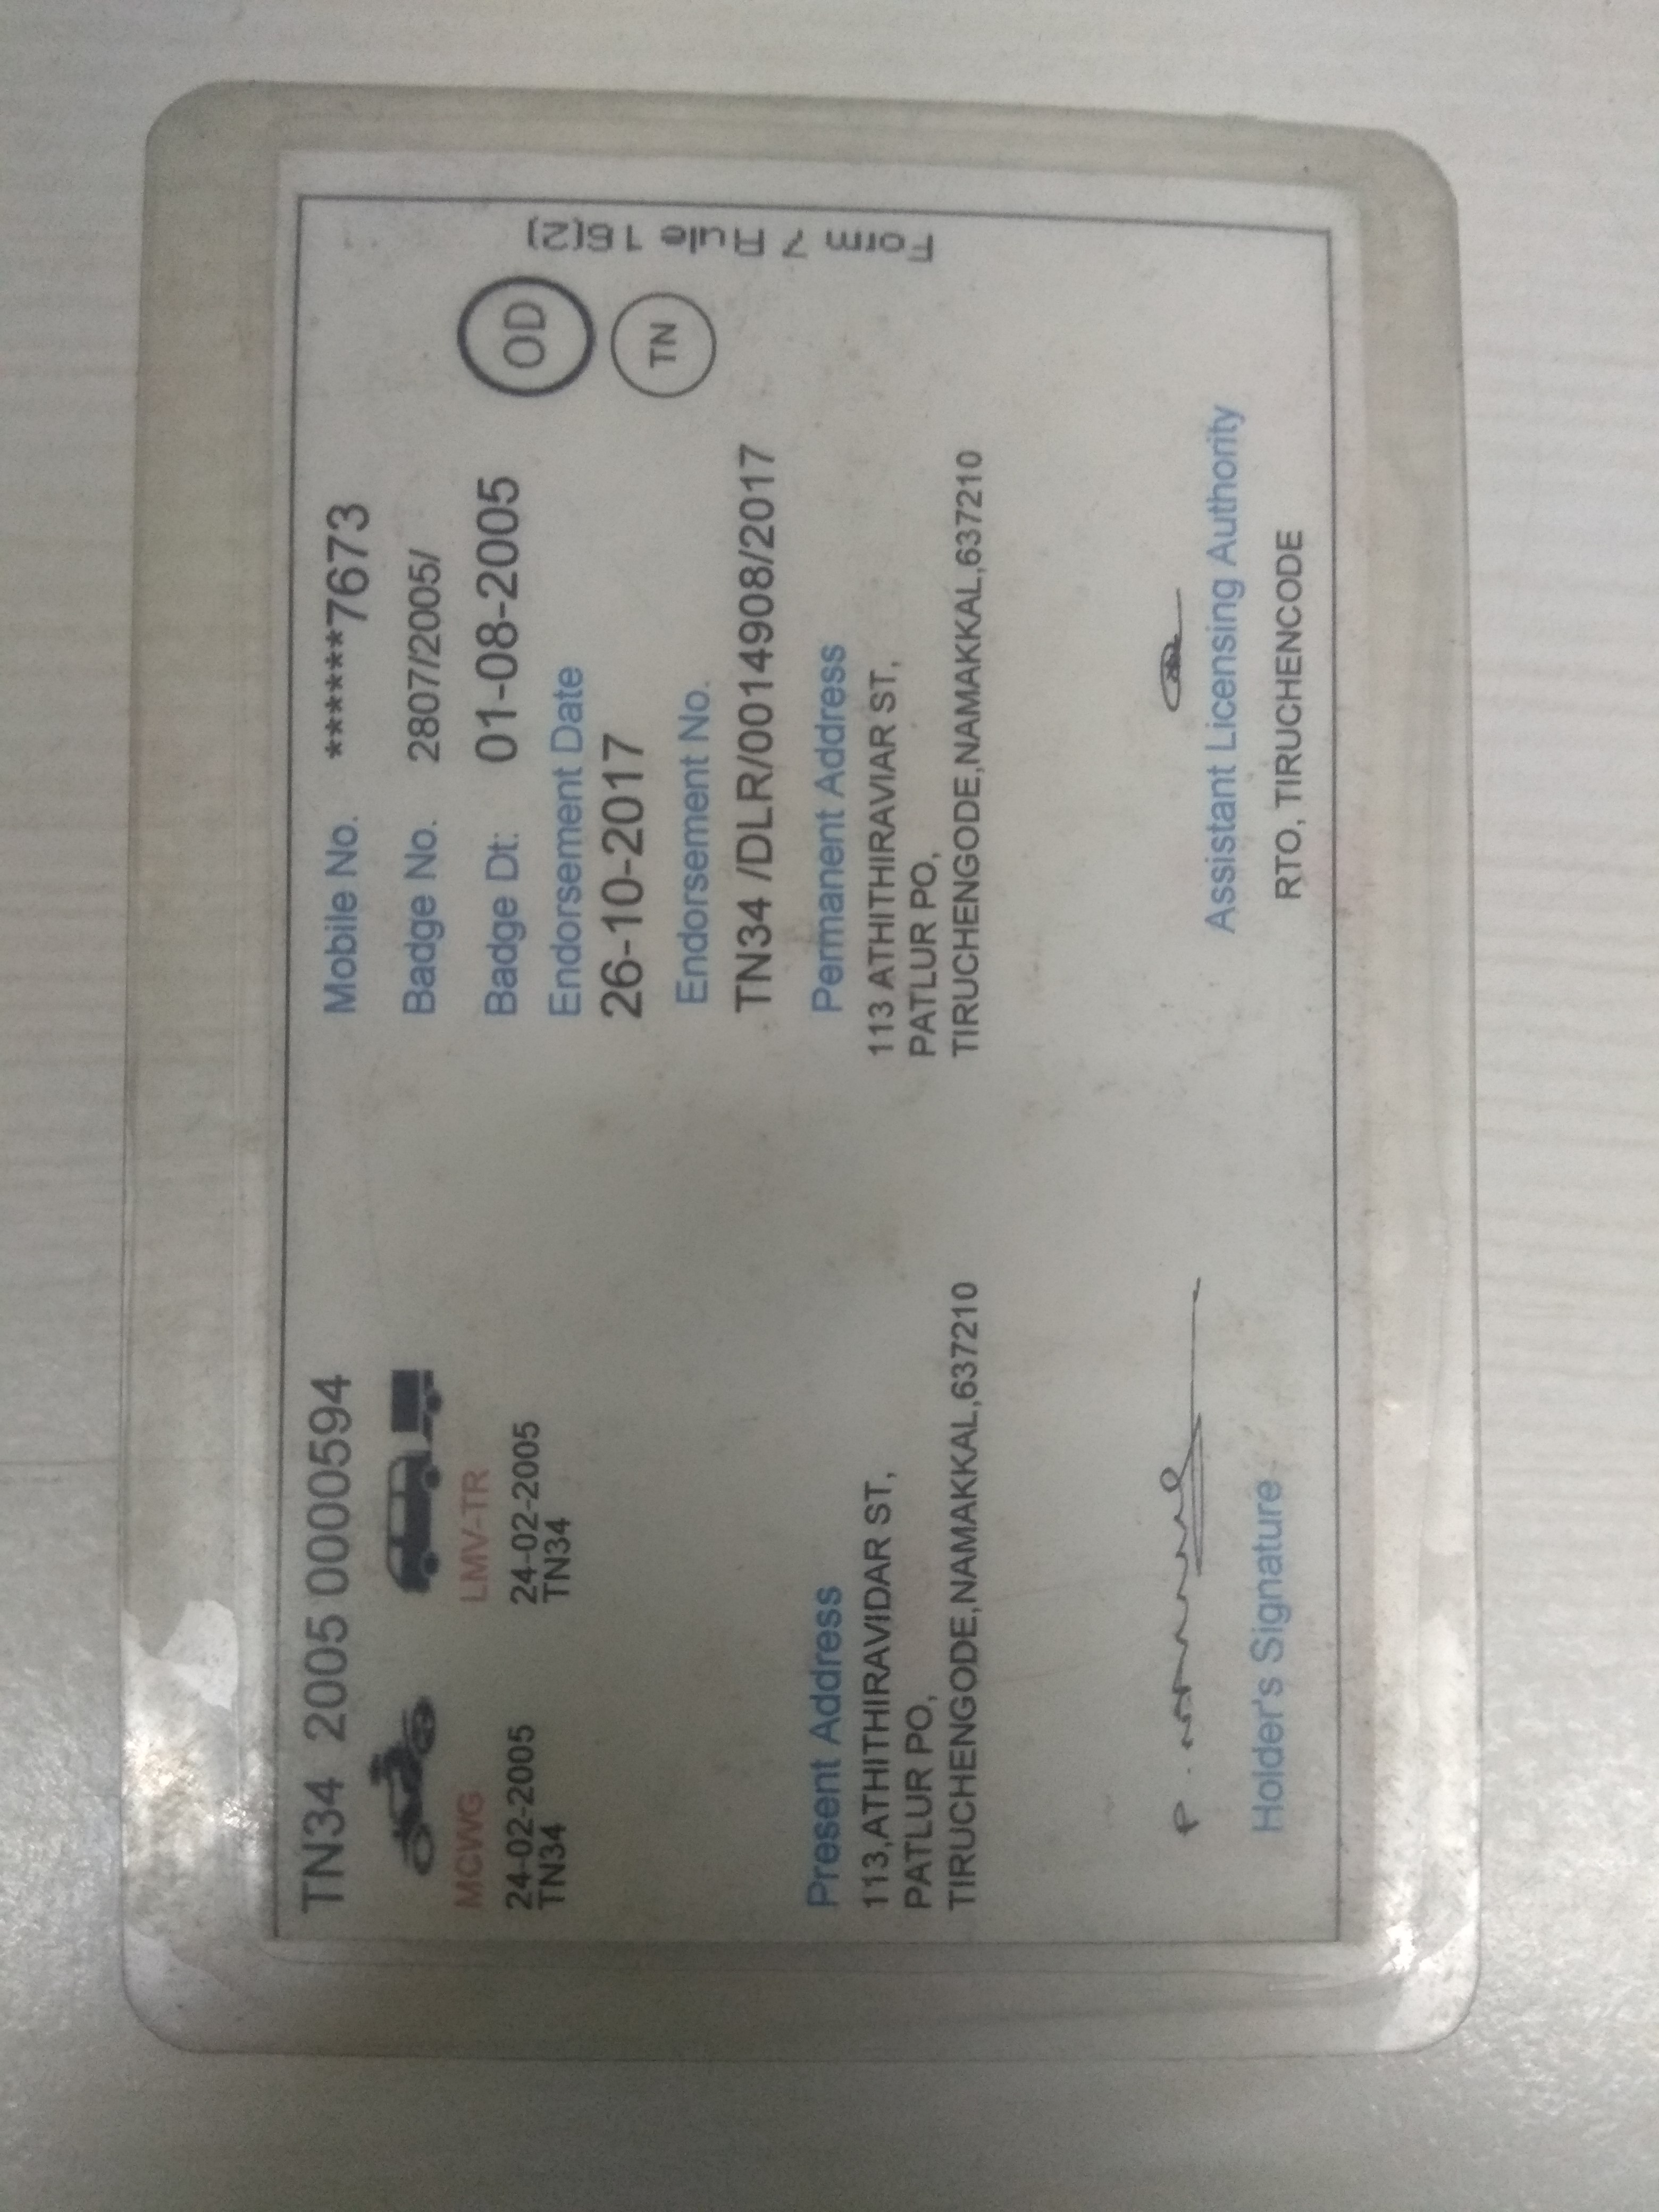 TN34 2005 0000594
MCWG
24-02-2005
TN34
LMV-TR
24-02-2005
TN34
Mobile No. ******7673
Badge No. 2807/2005/
Badge Dt: 01-08-2005
Endorsement Date
26-10-2017
Endorsement No.
TN34 /DLR/0014908/2017
OD
TN
Form 7 Rule 16(2)
Present Address
113,ATHITHIRAVIDAR ST,
PATLUR PO,
TIRUCHENGODE,NAMAKKAL,637210
Permanent Address
113 ATHITHIRAVIAR ST,
PATLUR PO,
TIRUCHENGODE,NAMAKKAL,637210
P.
Holder's Signature
Assistant Licensing Authority
RTO, TIRUCHENCODE